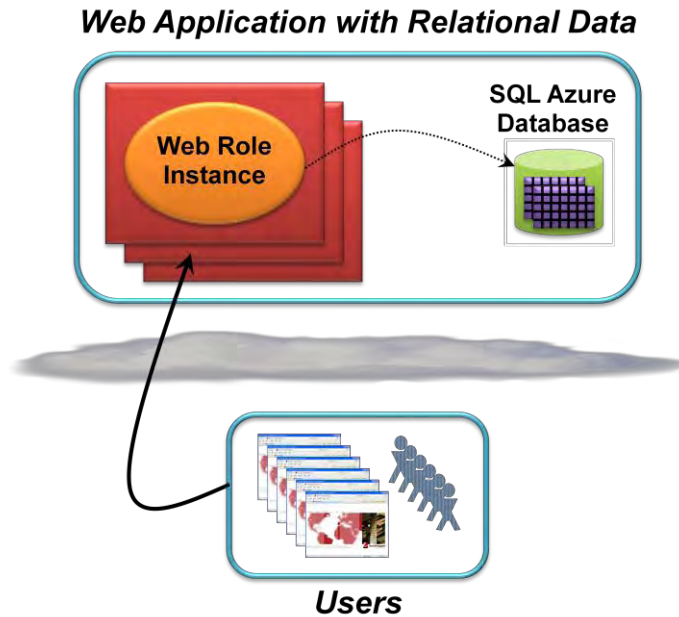 Web Application with Relational Data
SQL Azure
Database
Web Role
Instance
Users